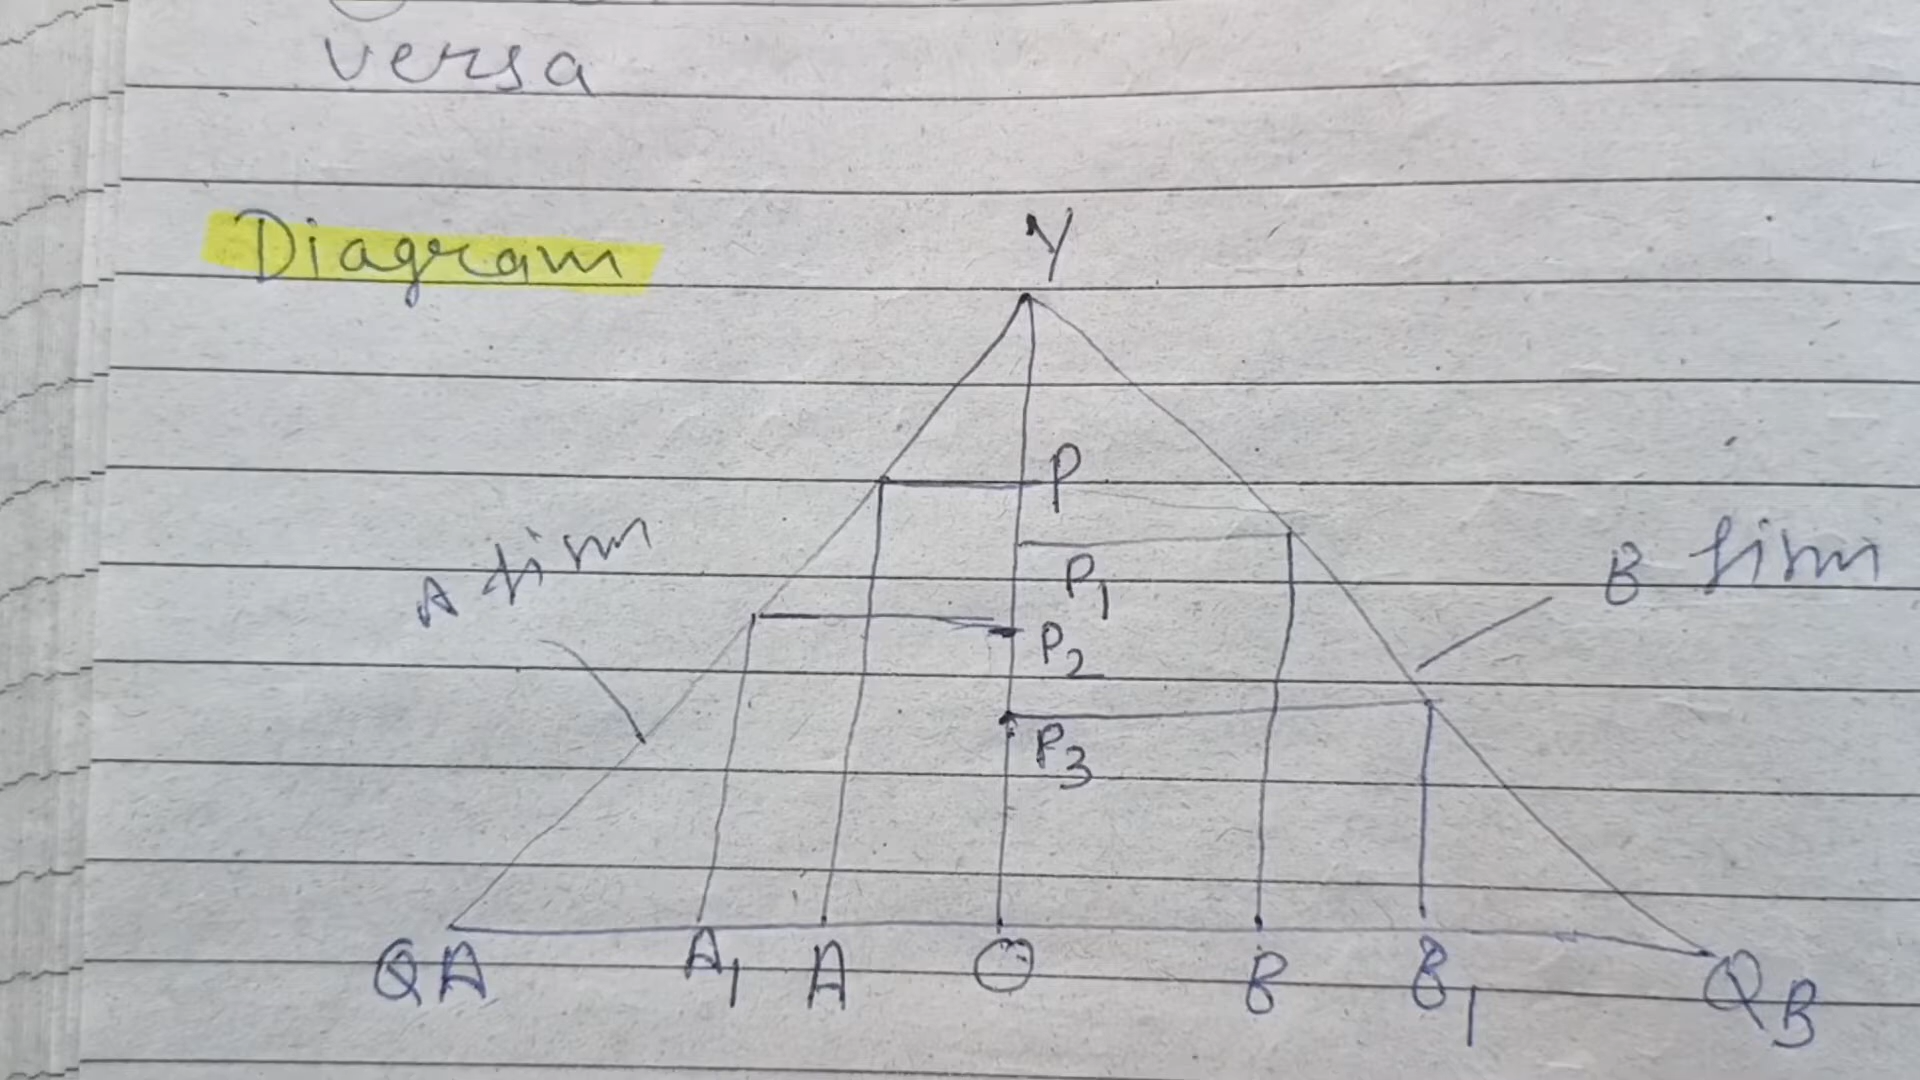 versa
Diagram
Y
P
A firm
B firm
P1
P2
P3
QA A1 A O B B1 QB